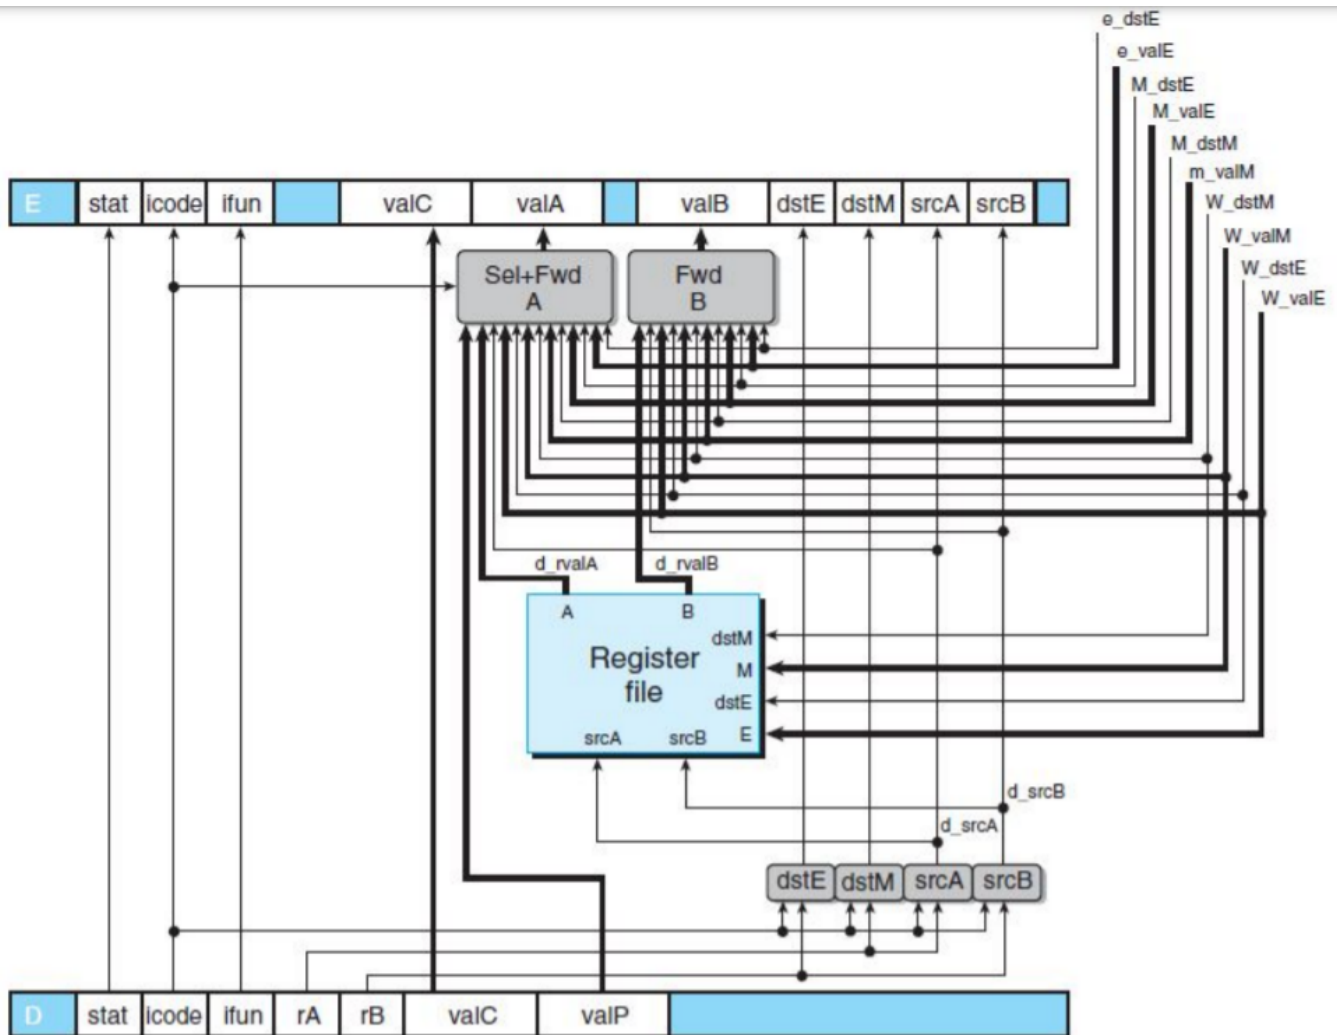 e_dstE
e_valE
M_dstE
M_valE
M_dstM
m_valM
W_dstM
W_valM
W_dstE
W_valE
E stat icode ifun valC valA valB dstE dstM srcA srcB
Sel+Fwd
A
Fwd
B
d_rvalA d_rvalB
A B
dstM
Register
file
M
dstE
E
srcA srcB
d_srcB
d_srcA
dstE dstM srcA srcB
D stat icode ifun rA rB valC valP